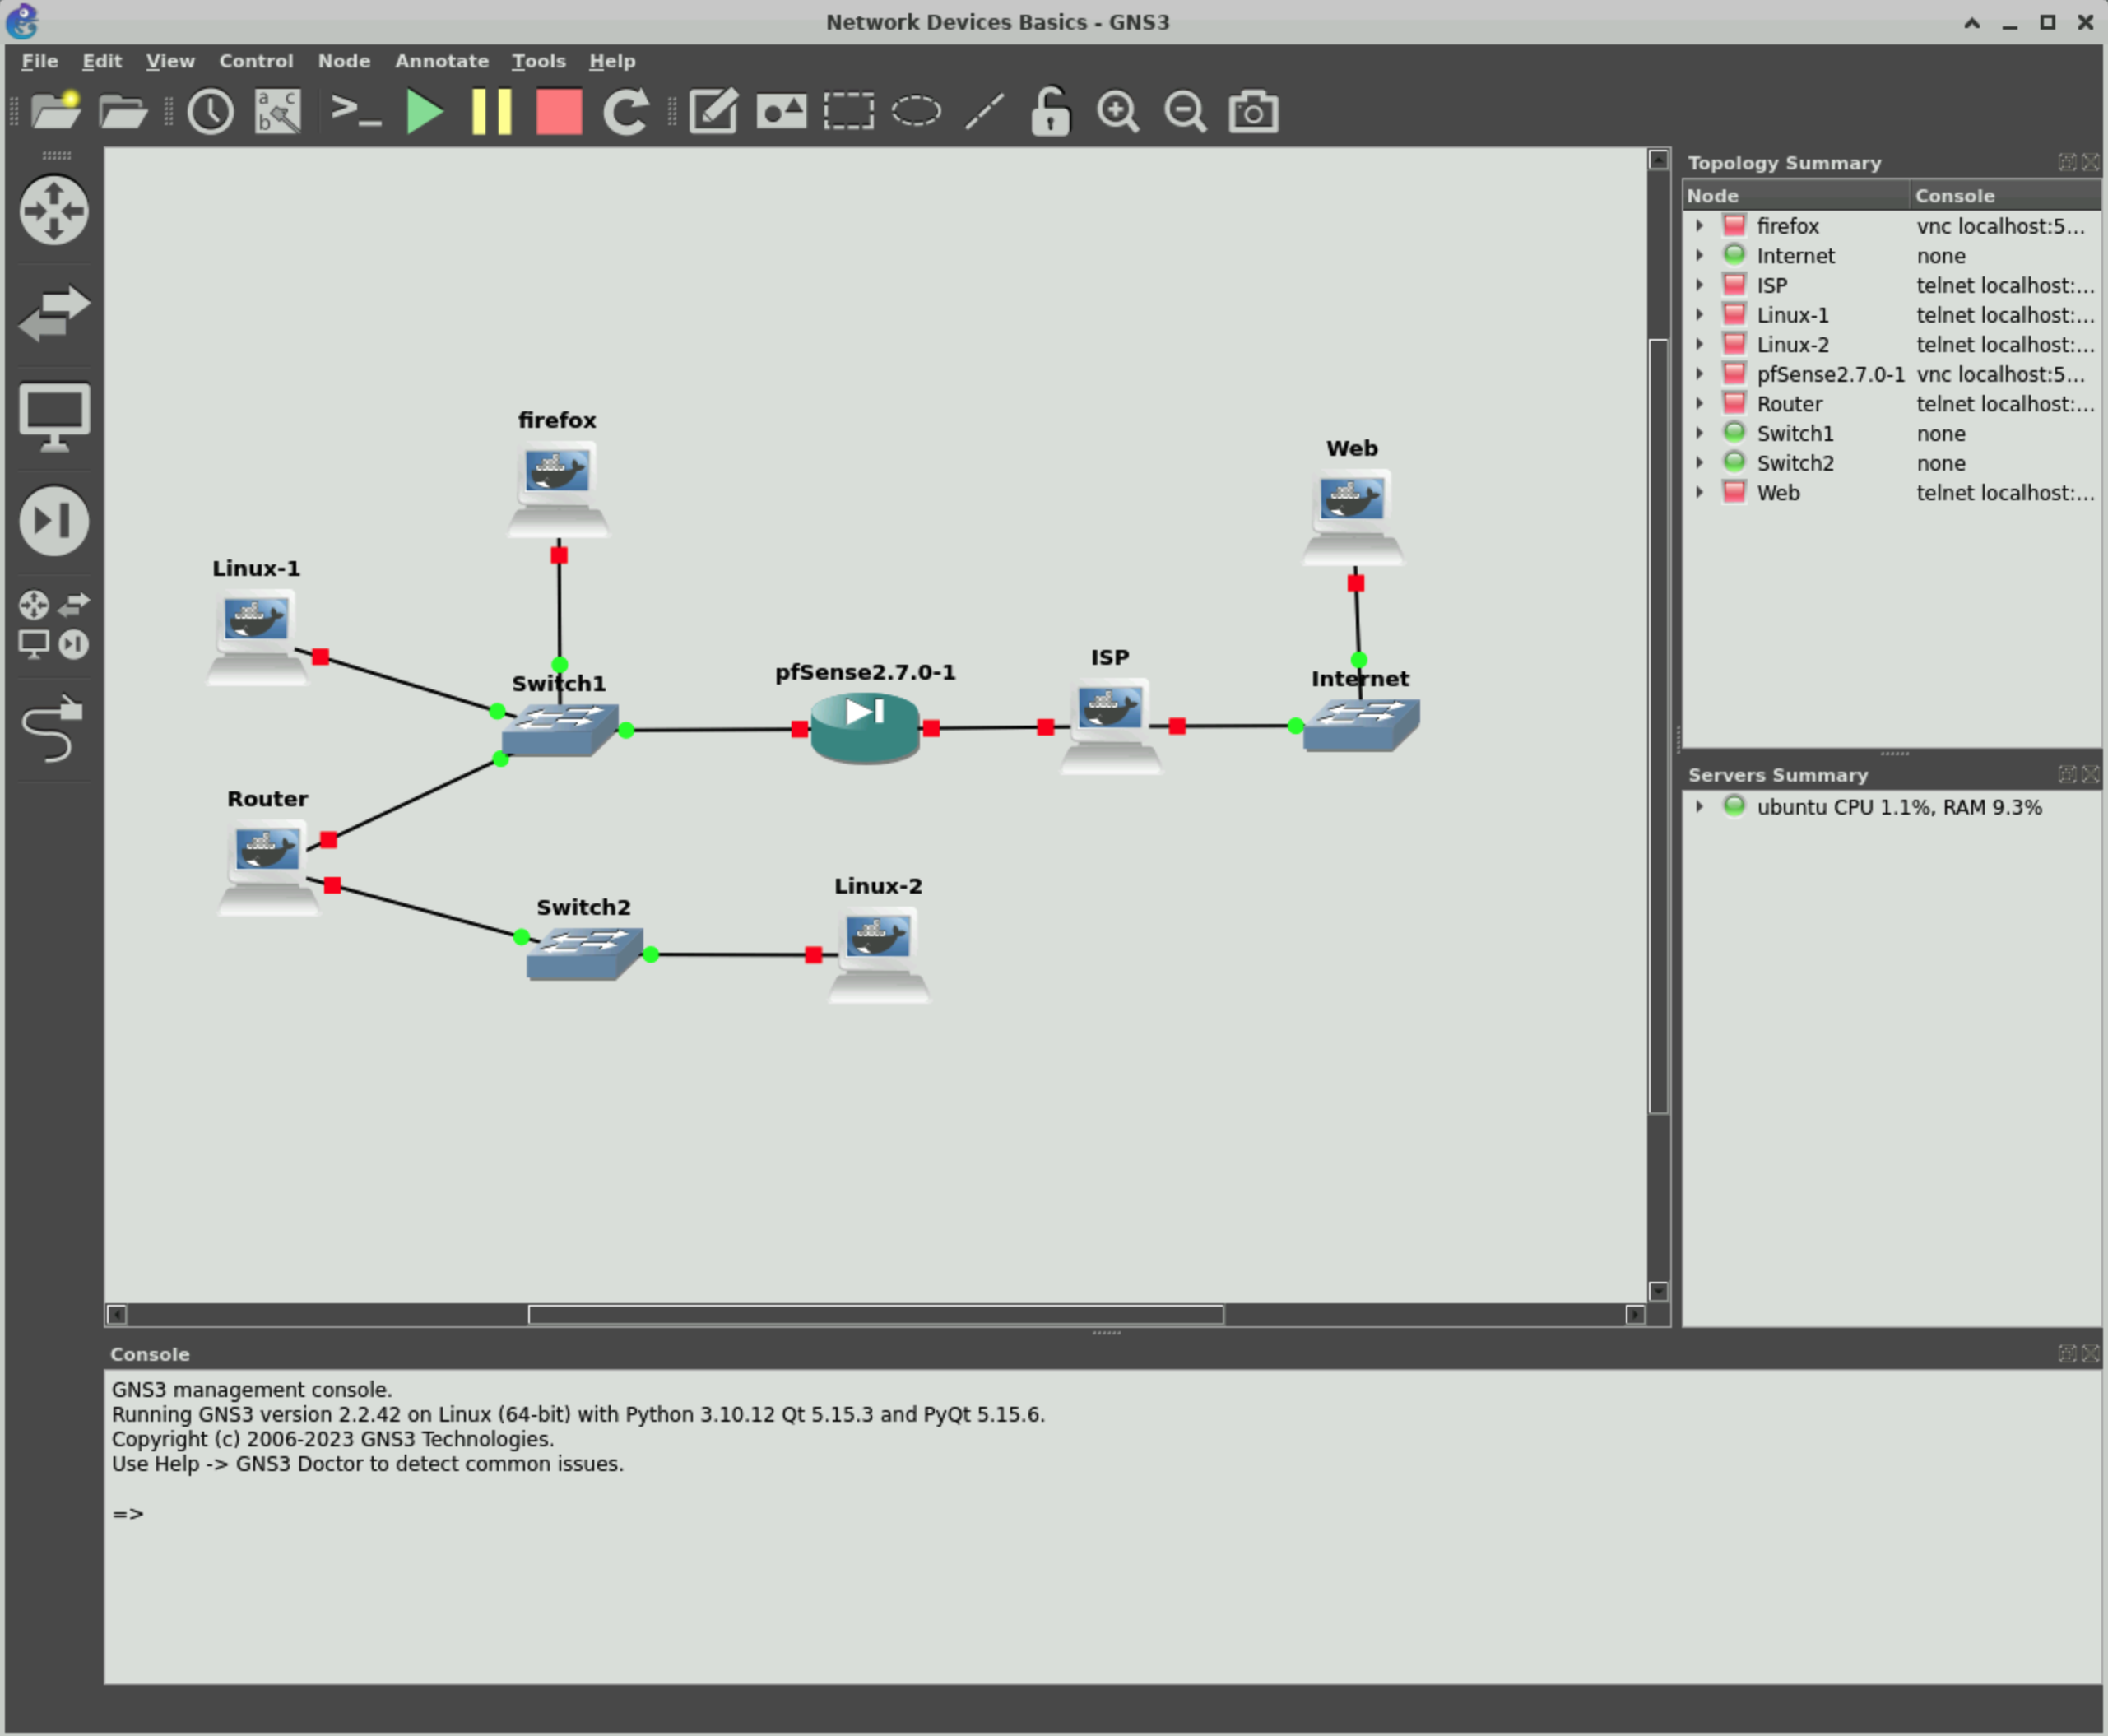 Network Devices Basics - GNS3
File Edit View Control Node Annotate Tools Help
a c
b
>_
Topology Summary
Node Console
firefox vnc localhost:5...
Internet none
ISP telnet localhost:...
Linux-1 telnet localhost:...
Linux-2 telnet localhost:...
pfSense2.7.0-1 vnc localhost:5...
Router telnet localhost:...
Switch1 none
Switch2 none
Web telnet localhost:...
firefox
Web
Linux-1
Switch1
pfSense2.7.0-1
ISP
Internet
Router
Switch2
Linux-2
Servers Summary
ubuntu CPU 1.1%, RAM 9.3%
Console
GNS3 management console.
Running GNS3 version 2.2.42 on Linux (64-bit) with Python 3.10.12 Qt 5.15.3 and PyQt 5.15.6.
Copyright (c) 2006-2023 GNS3 Technologies.
Use Help -> GNS3 Doctor to detect common issues.
=>